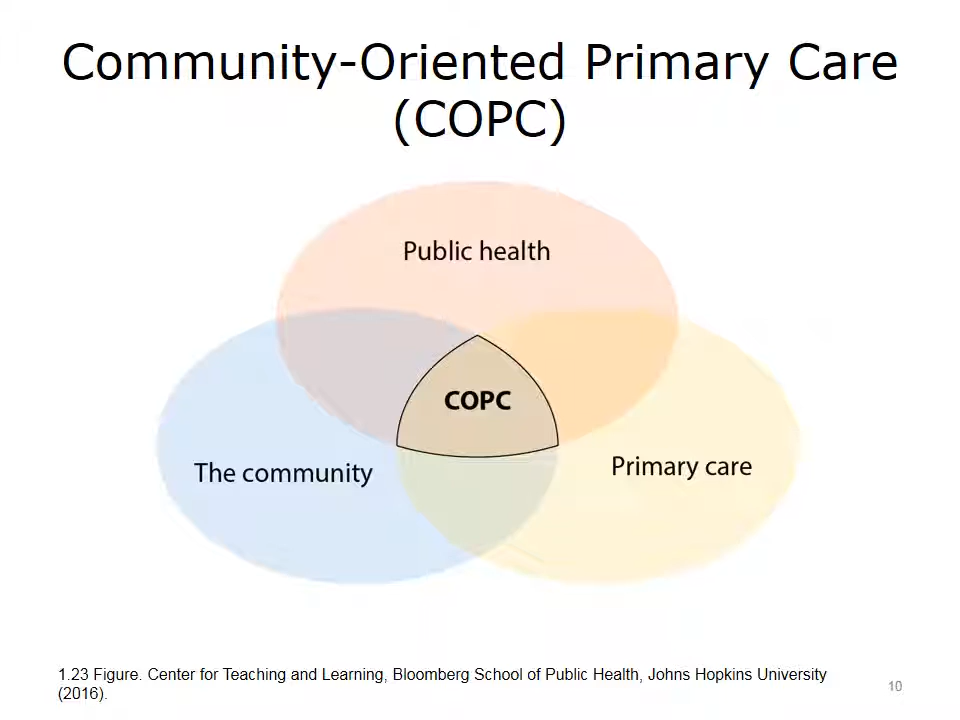 Community-Oriented Primary Care
(COPC)
Public health
COPC
The community
Primary care
1.23 Figure. Center for Teaching and Learning, Bloomberg School of Public Health, Johns Hopkins University
(2016).
10